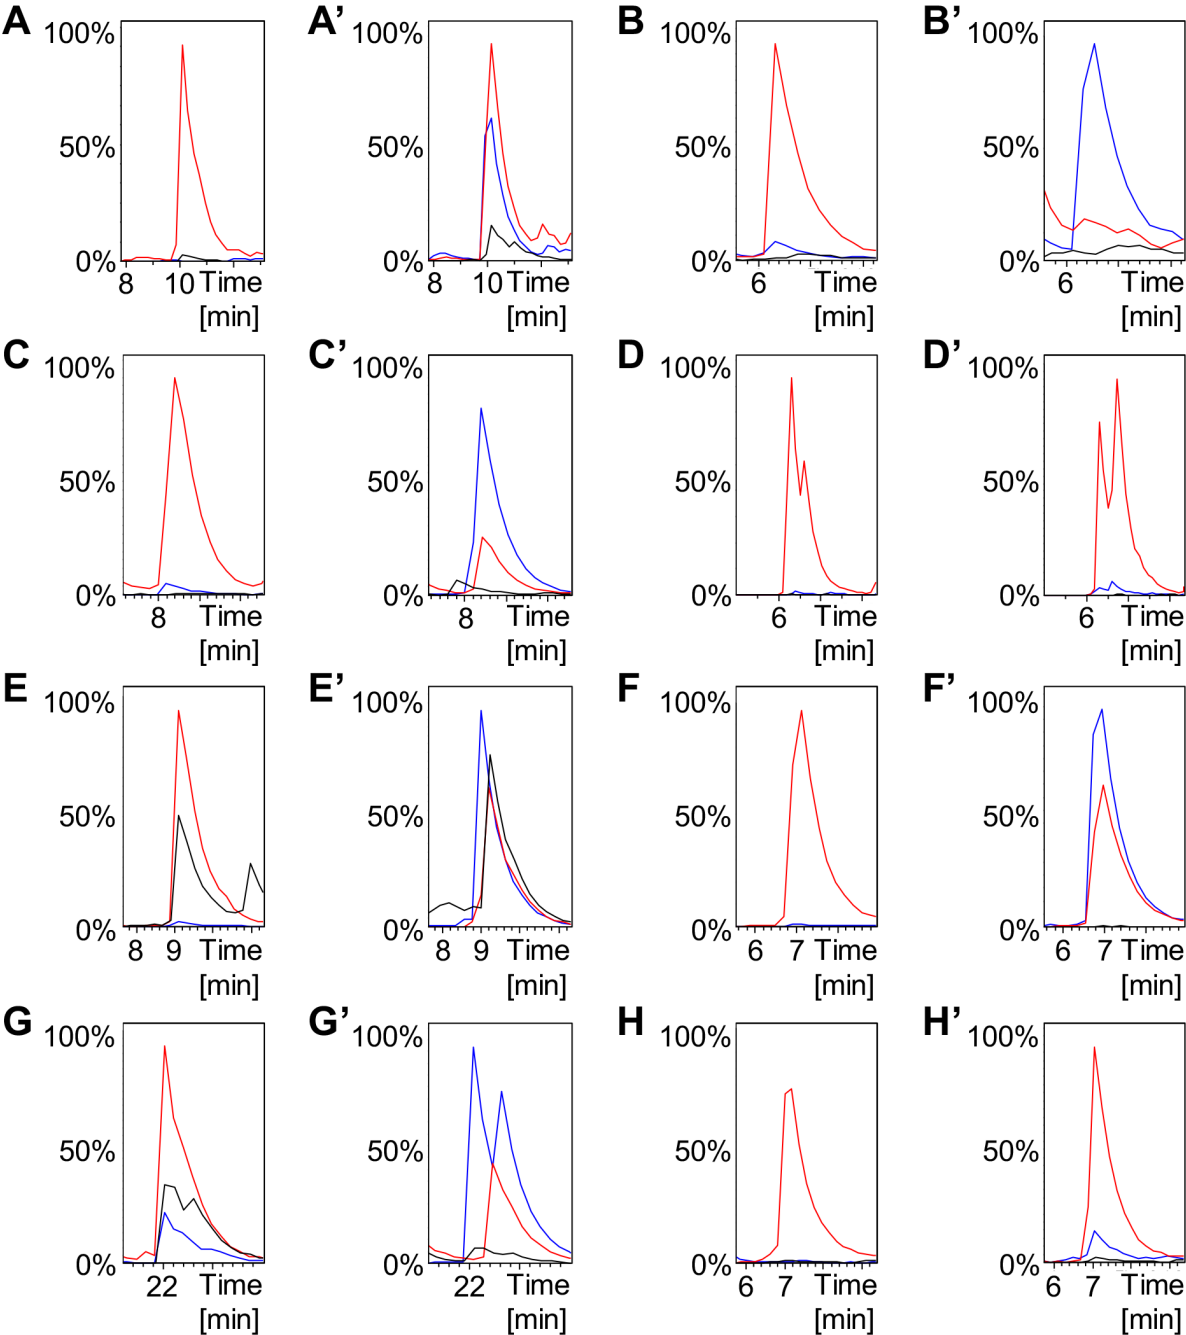 A 100% A’ 100% B 100% B’ 100%
50% 50% 50% 50%
0% 0% 0% 0%
8 10 Time 8 10 Time 6 Time 6 Time
[min] [min] [min] [min]
C 100% C’ 100% D 100% D’ 100%
50% 50% 50% 50%
0% 0% 0% 0%
8 Time 8 Time 6 Time 6 Time
[min] [min] [min] [min]
E 100% E’ 100% F 100% F’ 100%
50% 50% 50% 50%
0% 0% 0% 0%
8 9 Time 8 9 Time 6 7 Time 6 7 Time
[min] [min] [min] [min]
G 100% G’ 100% H 100% H’ 100%
50% 50% 50% 50%
0% 0% 0% 0%
22 Time 22 Time 6 7 Time 6 7 Time
[min] [min] [min] [min]